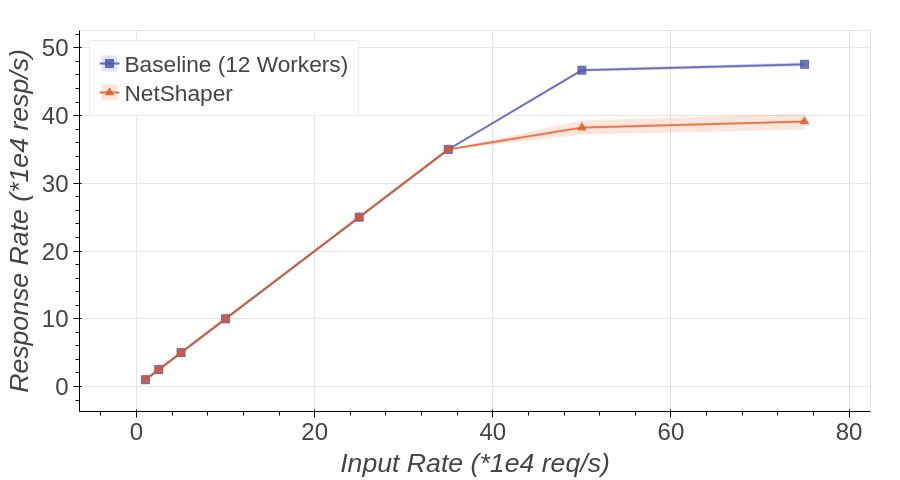 Baseline (12 Workers)
NetShaper
Response Rate (*1e4 resp/s)
50
40
30
20
10
0
0 20 40 60 80
Input Rate (*1e4 req/s)